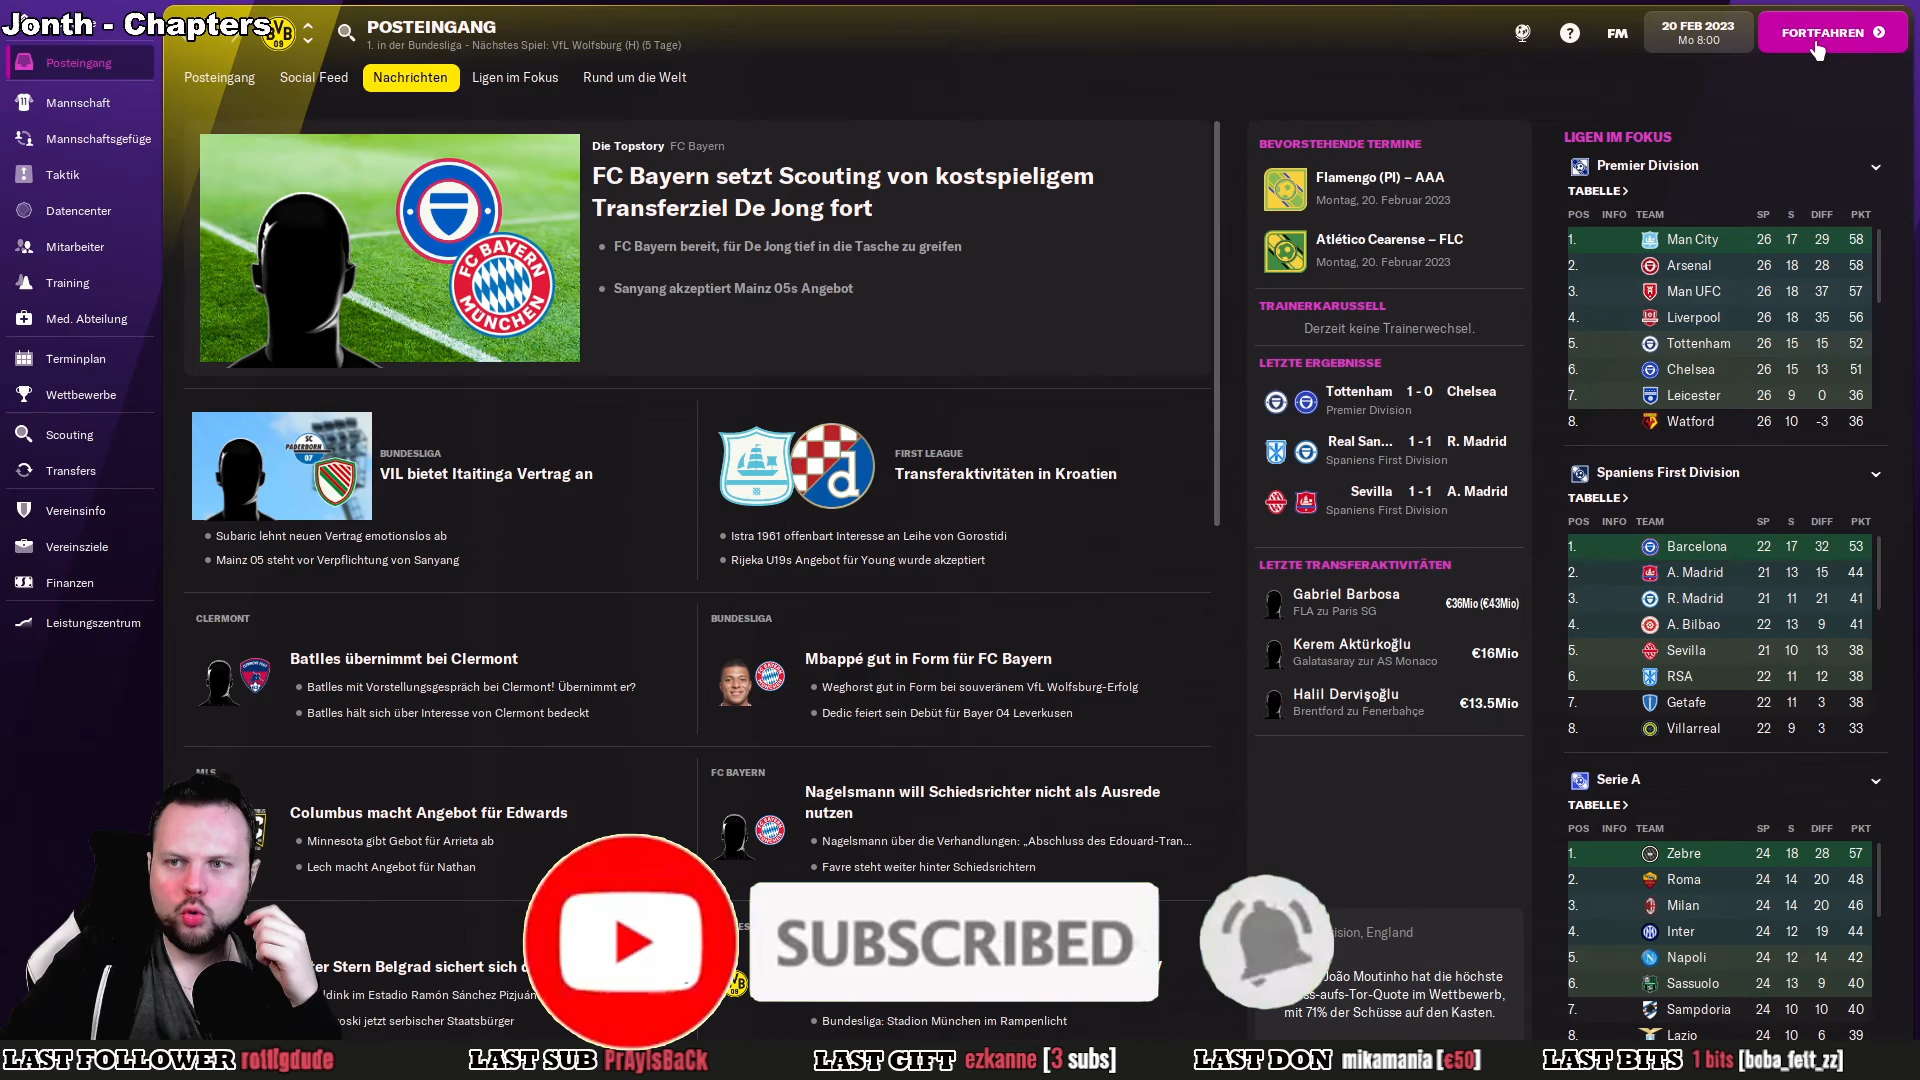 Jonth - Chapters
POSTEINGANG
1. in der Bundesliga - Nächstes Spiel: VfL Wolfsburg (H) (5 Tage)
FM
20 FEB 2023
Mo 8:00
FORTFAHREN
Posteingang
Mannschaft
Mannschaftsgefüge
Taktik
Datencenter
Mitarbeiter
Training
Med. Abteilung
Terminplan
Wettbewerbe
Scouting
Transfers
Vereinsinfo
Vereinsziele
Finanzen
Leistungszentrum
Posteingang
Social Feed
Nachrichten
Ligen im Fokus
Rund um die Welt
Die Topstory FC Bayern
FC Bayern setzt Scouting von kostspieligem
Transferziel De Jong fort
FC Bayern bereit, für De Jong tief in die Tasche zu greifen
Sanyang akzeptiert Mainz 05s Angebot
FC BAYERN
MÜNCHEN
SC
PADERBORN
07
BUNDESLIGA
VIL bietet Itaitinga Vertrag an
Subaric lehnt neuen Vertrag emotionslos ab
Mainz 05 steht vor Verpflichtung von Sanyang
FIRST LEAGUE
Transferaktivitäten in Kroatien
Istra 1961 offenbart Interesse an Leihe von Gorostidi
Rijeka U19s Angebot für Young wurde akzeptiert
CLERMONT
Batlles übernimmt bei Clermont
Batlles mit Vorstellungsgespräch bei Clermont! Übernimmt er?
Batlles hält sich über Interesse von Clermont bedeckt
BUNDESLIGA
Mbappé gut in Form für FC Bayern
Weghorst gut in Form bei souveränem VfL Wolfsburg-Erfolg
Dedic feiert sein Debüt für Bayer 04 Leverkusen
MLS
Columbus macht Angebot für Edwards
Minnesota gibt Gebot für Arrieta ab
Lech macht Angebot für Nathan
FC BAYERN
Nagelsmann will Schiedsrichter nicht als Ausrede
nutzen
Nagelsmann über die Verhandlungen: „Abschluss des Edouard-Tran...
Favre steht weiter hinter Schiedsrichtern
ter Stern Belgrad sichert sich
ldink im Estadio Ramón Sánchez Pizjuán
roski jetzt serbischer Staatsbürger
Bundesliga: Stadion München im Rampenlicht
SUBSCRIBED
BEVORSTEHENDE TERMINE
Flamengo (PI) – AAA
Montag, 20. Februar 2023
Atlético Cearense – FLC
Montag, 20. Februar 2023
TRAINERKARUSSELL
Derzeit keine Trainerwechsel.
LETZTE ERGEBNISSE
Tottenham 1 - 0 Chelsea
Premier Division
Real San... 1 - 1 R. Madrid
Spaniens First Division
Sevilla 1 - 1 A. Madrid
Spaniens First Division
LETZTE TRANSFERAKTIVITÄTEN
Gabriel Barbosa €36Mio (€43Mio)
FLA zu Paris SG
Kerem Aktürkoğlu €16Mio
Galatasaray zur AS Monaco
Halil Dervişoğlu €13.5Mio
Brentford zu Fenerbahçe
ision, England
João Moutinho hat die höchste
ss-aufs-Tor-Quote im Wettbewerb,
mit 71% der Schüsse auf den Kasten.
LIGEN IM FOKUS
Premier Division
TABELLE
POS INFO TEAM SP S DIFF PKT
1. Man City 26 17 29 58
2. Arsenal 26 18 28 58
3. Man UFC 26 18 37 57
4. Liverpool 26 18 35 56
5. Tottenham 26 15 15 52
6. Chelsea 26 15 13 51
7. Leicester 26 9 0 36
8. Watford 26 10 -3 36
Spaniens First Division
TABELLE
POS INFO TEAM SP S DIFF PKT
1. Barcelona 22 17 32 53
2. A. Madrid 21 13 15 44
3. R. Madrid 21 11 21 41
4. A. Bilbao 22 13 9 41
5. Sevilla 21 10 13 38
6. RSA 22 11 12 38
7. Getafe 22 11 3 38
8. Villarreal 22 9 3 33
Serie A
TABELLE
POS INFO TEAM SP S DIFF PKT
1. Zebre 24 18 28 57
2. Roma 24 14 20 48
3. Milan 24 14 20 46
4. Inter 24 12 19 44
5. Napoli 24 12 14 42
6. Sassuolo 24 13 9 40
7. Sampdoria 24 10 10 40
8. Lazio 24 10 6 39
LAST FOLLOWER rottlgdude
LAST SUB PrAyIsBaCk
LAST GIFT ezkanne [3 subs]
LAST DON mikamania [€50]
LAST BITS 1 bits [boba_fett_zz]